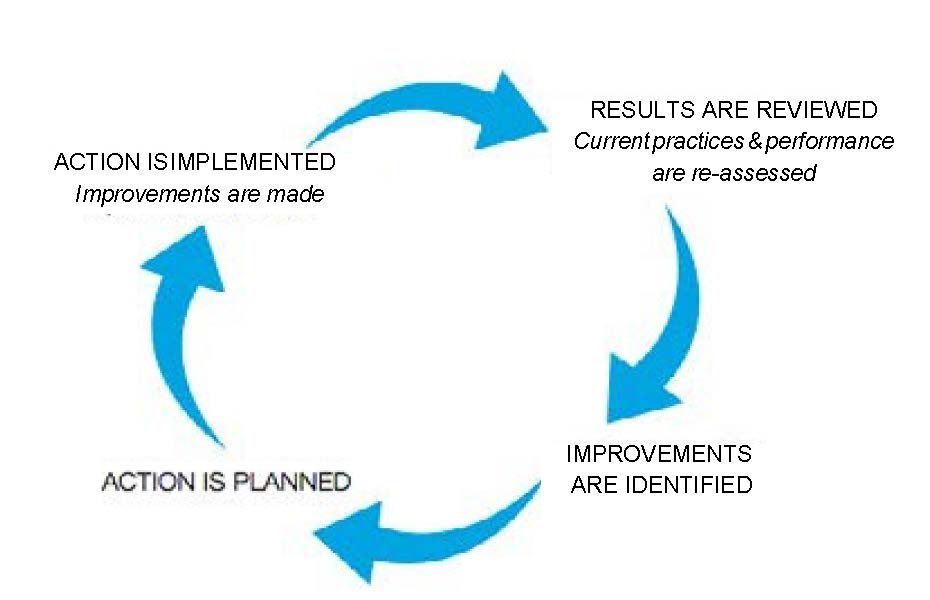 RESULTS ARE REVIEWED
Current practices & performance
are re-assessed
ACTION ISIMPLEMENTED
Improvements are made
IMPROVEMENTS
ARE IDENTIFIED
ACTION IS PLANNED